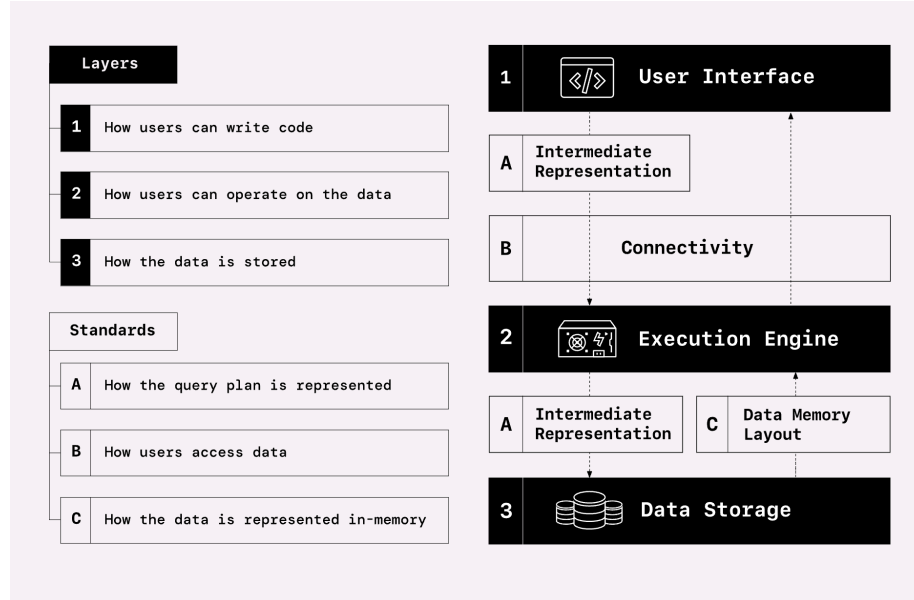 Layers
1 How users can write code
2 How users can operate on the data
3 How the data is stored
Standards
A How the query plan is represented
B How users access data
C How the data is represented in-memory
1 </> User Interface
A Intermediate
Representation
B Connectivity
2 Execution Engine
A Intermediate
Representation
C Data Memory
Layout
3 Data Storage